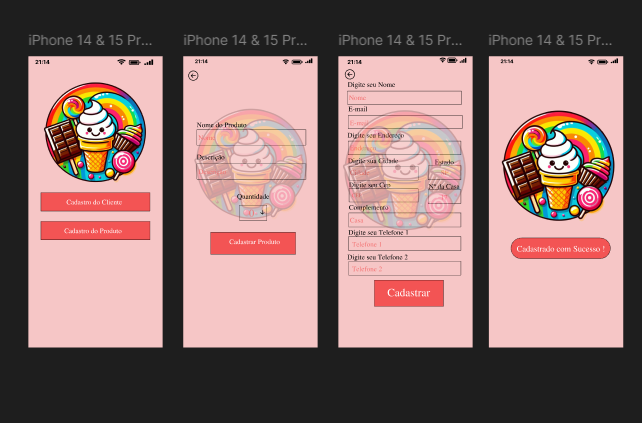 iPhone 14 & 15 Pr...
iPhone 14 & 15 Pr...
iPhone 14 & 15 Pr...
iPhone 14 & 15 Pr...
21:14
Cadastro do Cliente
Cadastro do Produto
21:14
Nome do Produto
Nome
Descrição
Quantidade
0
Cadastrar Produto
21:14
Digite seu Nome
Nome
E-mail
E-mail
Digite seu Endereço
Digite sua Cidade
Estado
Digite seu Cep
Nº da Casa
Complemento
Casa
Digite seu Telefone 1
Telefone 1
Digite seu Telefone 2
Telefone 2
Cadastrar
21:14
Cadastrado com Sucesso !